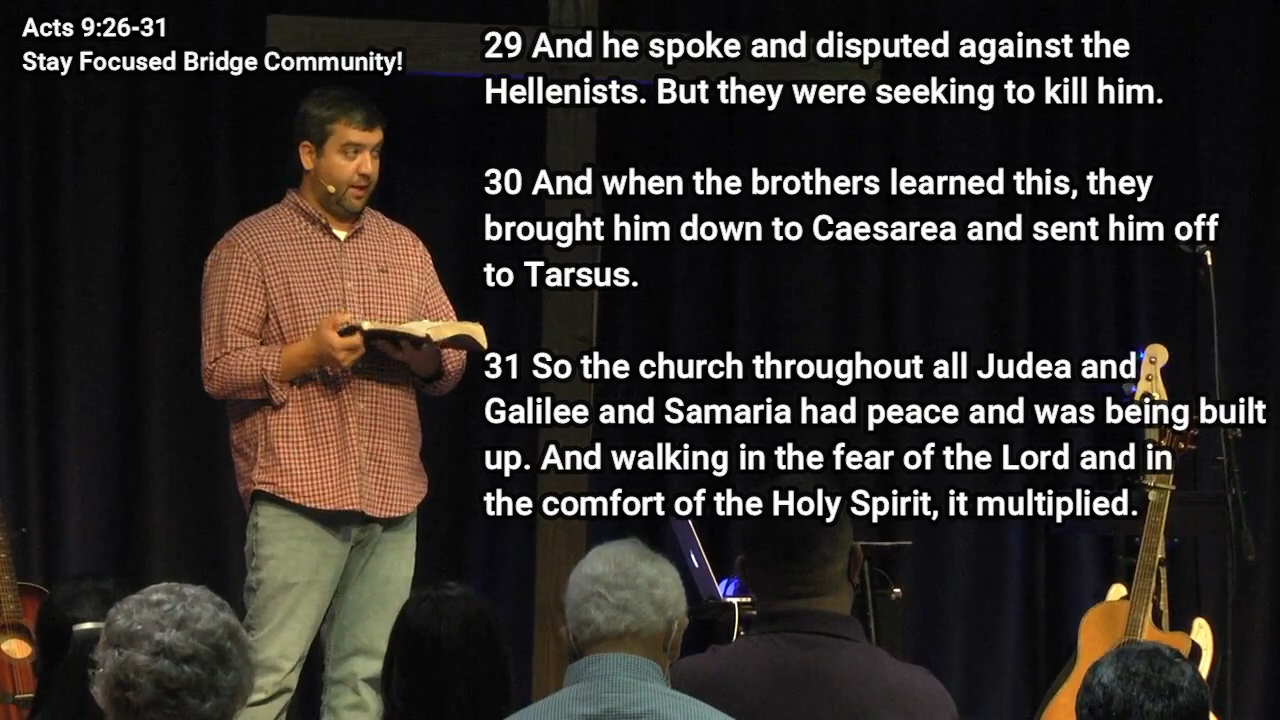 Acts 9:26-31
Stay Focused Bridge Community!
29 And he spoke and disputed against the
Hellenists. But they were seeking to kill him.
30 And when the brothers learned this, they
brought him down to Caesarea and sent him off
to Tarsus.
31 So the church throughout all Judea and
Galilee and Samaria had peace and was being built
up. And walking in the fear of the Lord and in
the comfort of the Holy Spirit, it multiplied.